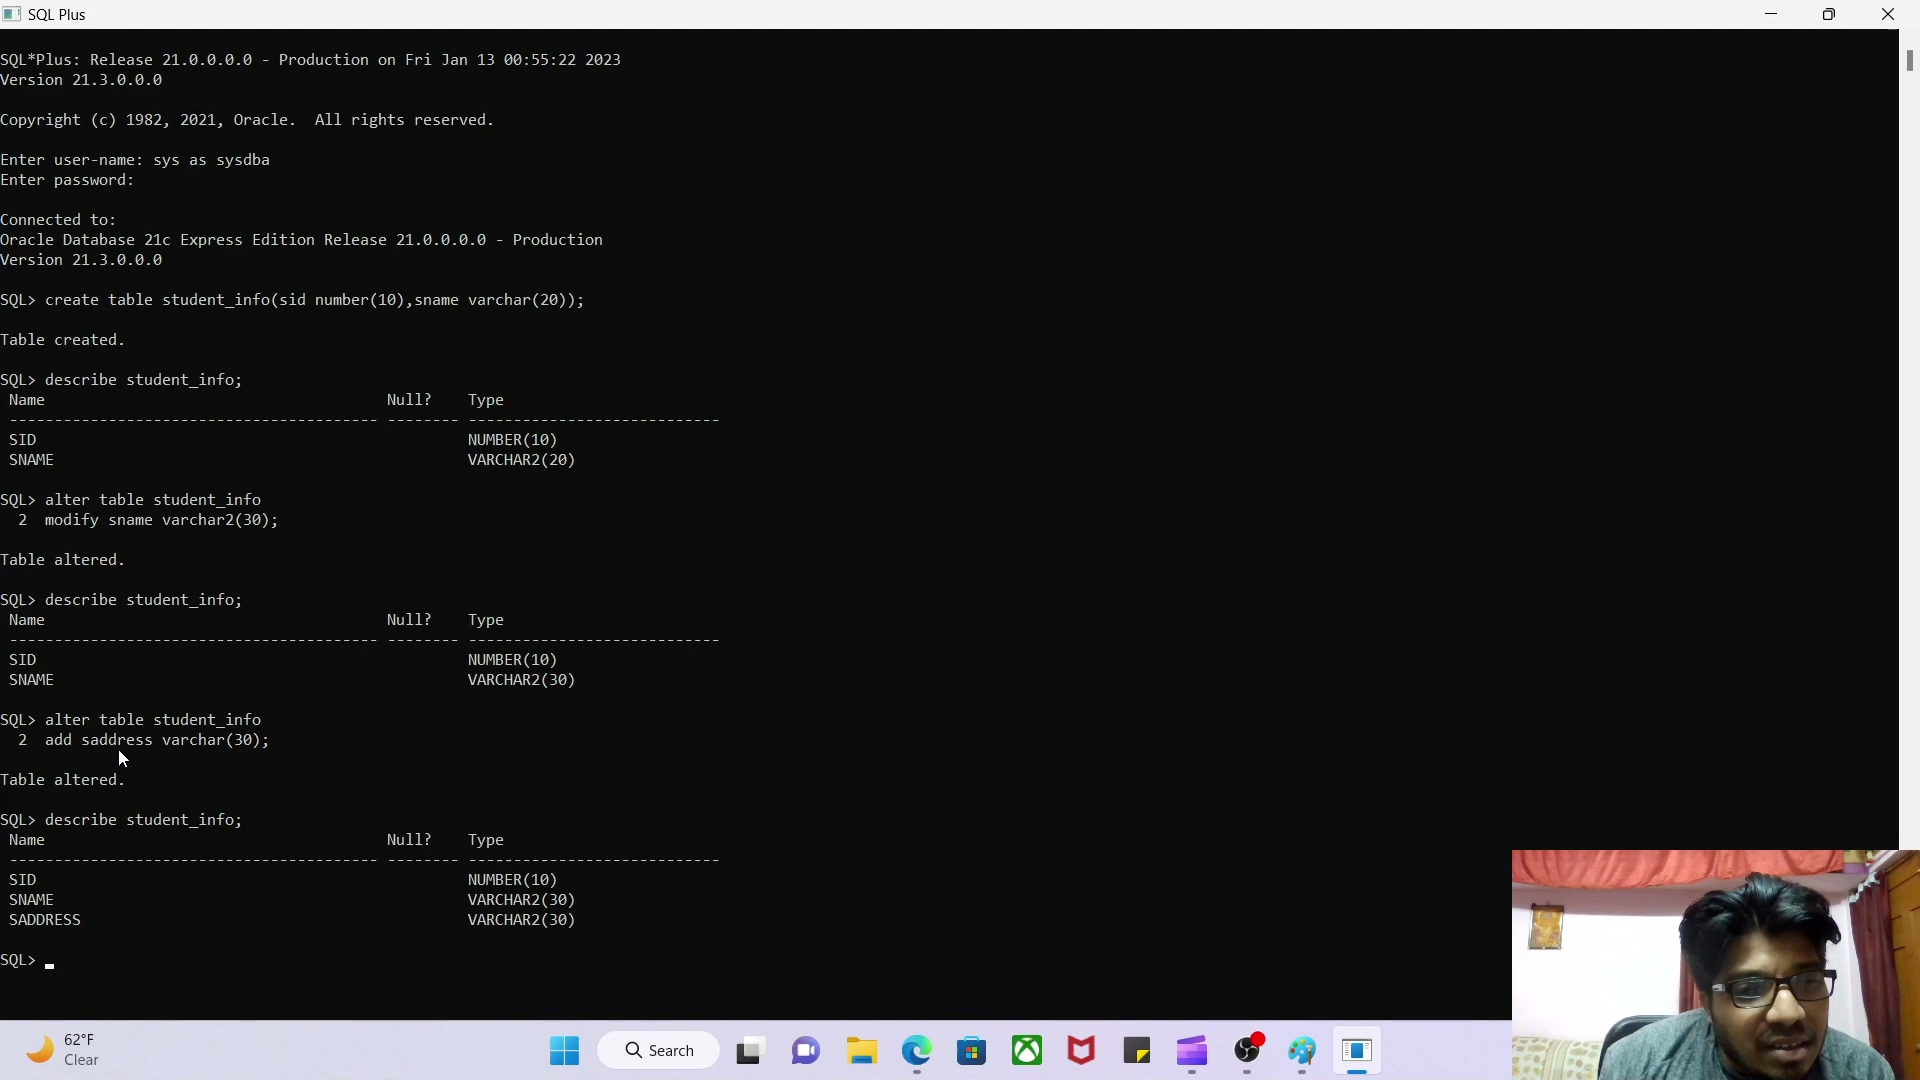 SQL Plus
SQL*Plus: Release 21.0.0.0.0 - Production on Fri Jan 13 00:55:22 2023
Version 21.3.0.0.0
Copyright (c) 1982, 2021, Oracle.  All rights reserved.
Enter user-name: sys as sysdba
Enter password:
Connected to:
Oracle Database 21c Express Edition Release 21.0.0.0.0 - Production
Version 21.3.0.0.0
SQL> create table student_info(sid number(10),sname varchar(20));
Table created.
SQL> describe student_info;
Name Null? Type
----------------------------------------- -------- ----------------------------
SID NUMBER(10)
SNAME VARCHAR2(20)
SQL> alter table student_info
2 modify sname varchar2(30);
Table altered.
SQL> describe student_info;
Name Null? Type
----------------------------------------- -------- ----------------------------
SID NUMBER(10)
SNAME VARCHAR2(30)
SQL> alter table student_info
2 add saddress varchar(30);
Table altered.
SQL> describe student_info;
Name Null? Type
----------------------------------------- -------- ----------------------------
SID NUMBER(10)
SNAME VARCHAR2(30)
SADDRESS VARCHAR2(30)
SQL>
62°F
Clear
Search